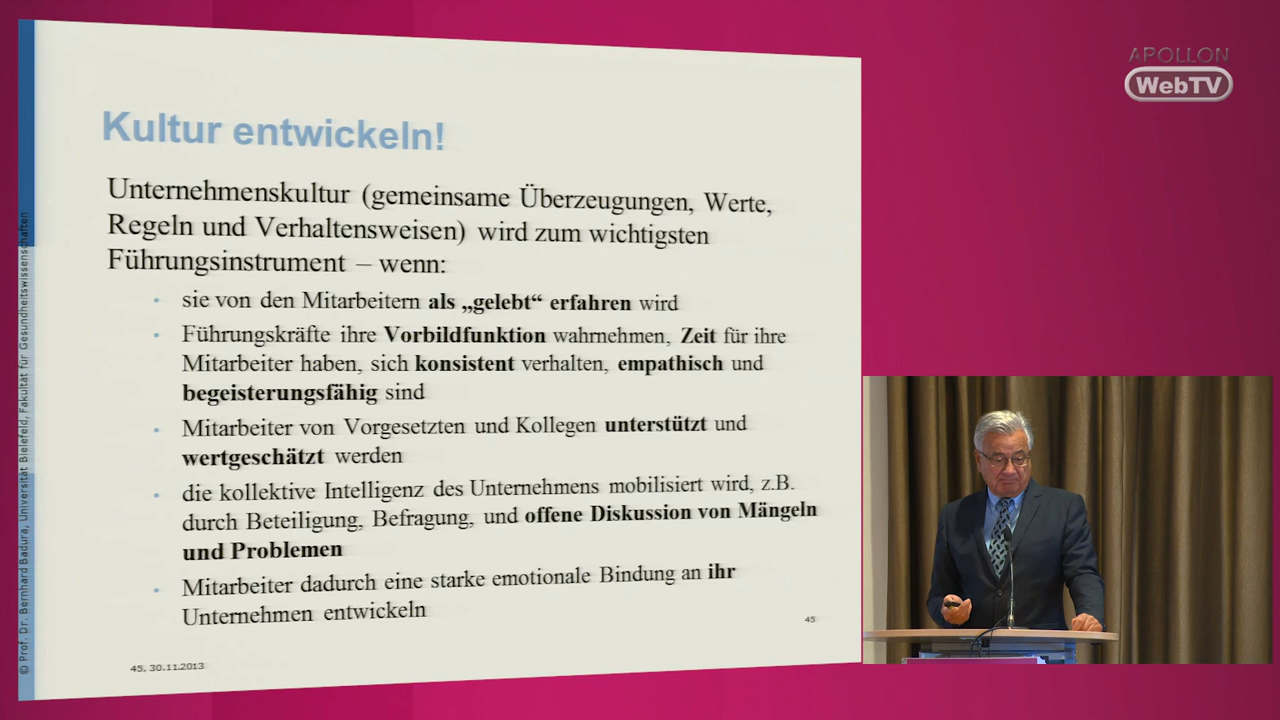 APOLLON
WebTV
Kultur entwickeln!
Unternehmenskultur (gemeinsame Überzeugungen, Werte,
Regeln und Verhaltensweisen) wird zum wichtigsten
Führungsinstrument – wenn:
• sie von den Mitarbeitern als „gelebt“ erfahren wird
• Führungskräfte ihre Vorbildfunktion wahrnehmen, Zeit für ihre
Mitarbeiter haben, sich konsistent verhalten, empathisch und
begeisterungsfähig sind
• Mitarbeiter von Vorgesetzten und Kollegen unterstützt und
wertgeschätzt werden
• die kollektive Intelligenz des Unternehmens mobilisiert wird, z.B.
durch Beteiligung, Befragung, und offene Diskussion von Mängeln
und Problemen
• Mitarbeiter dadurch eine starke emotionale Bindung an ihr
Unternehmen entwickeln
45
45, 30.11.2013
© Prof. Dr. Bernhard Badura, Universität Bielefeld, Fakultät für Gesundheitswissenschaften